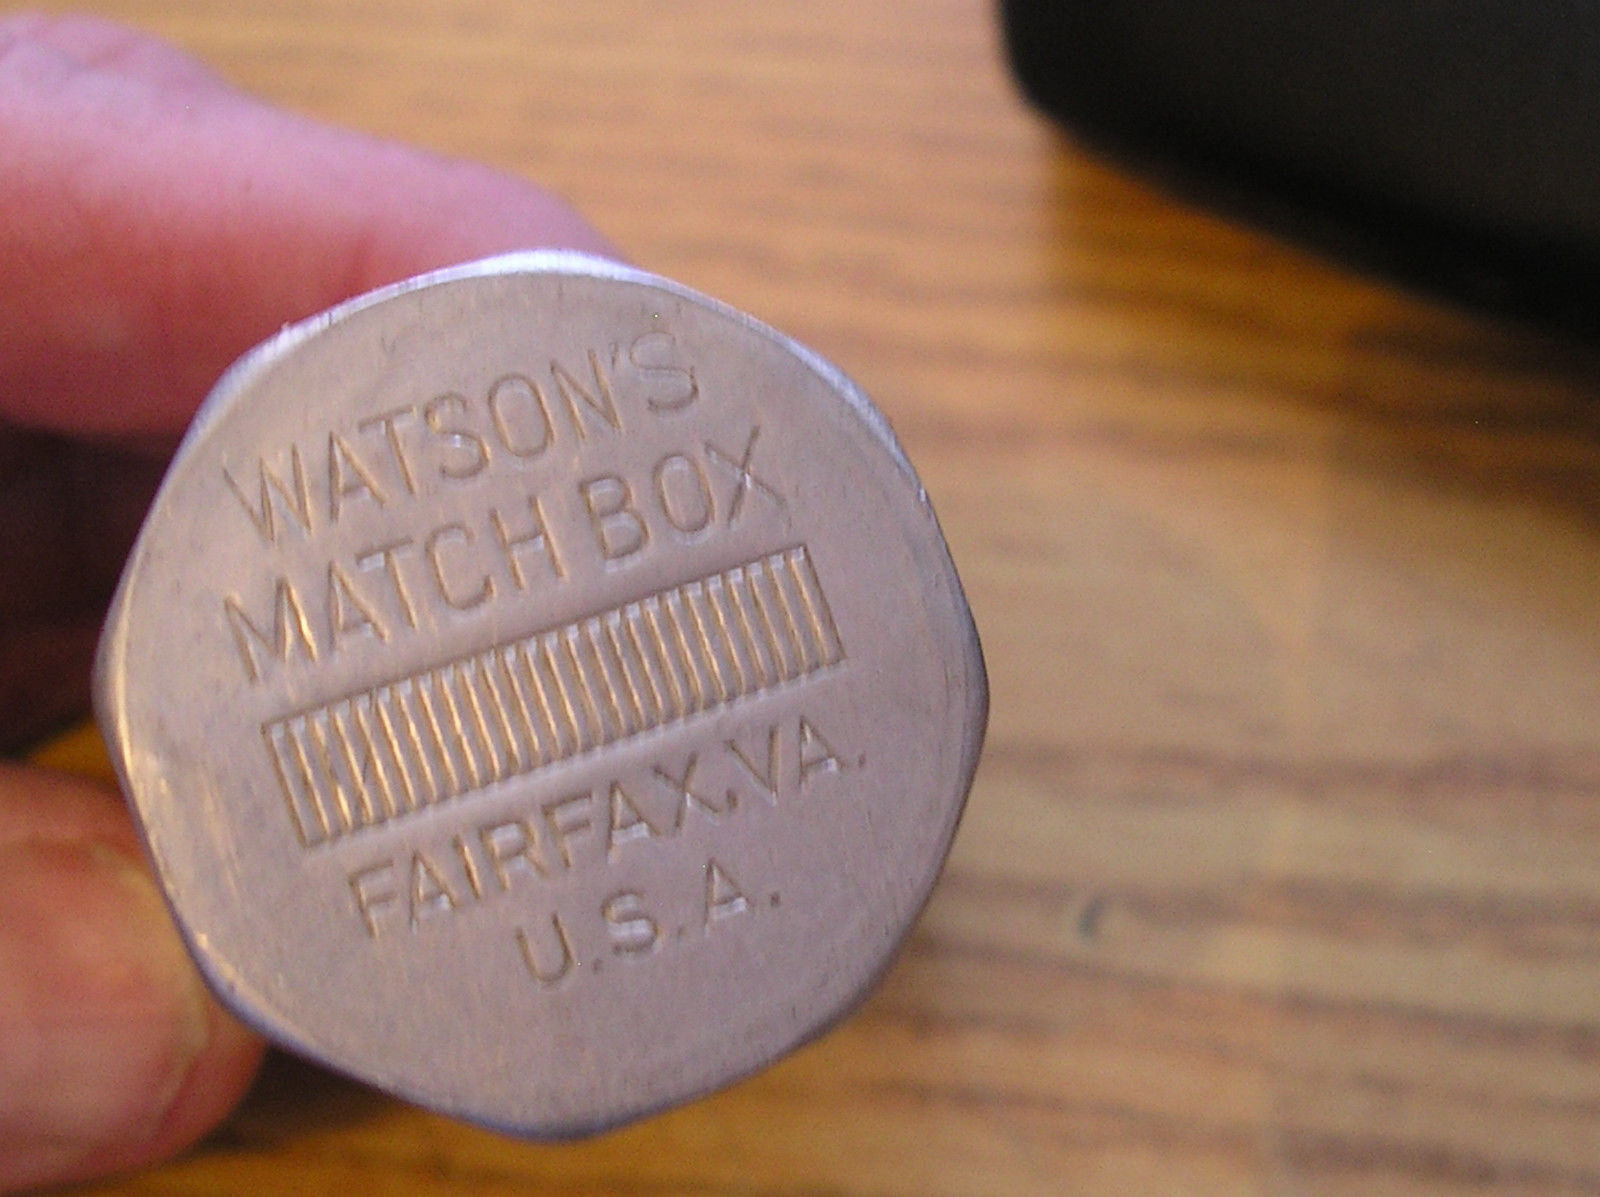 WATSON'S
MATCH BOX
FAIRFAX, VA.
U.S.A.